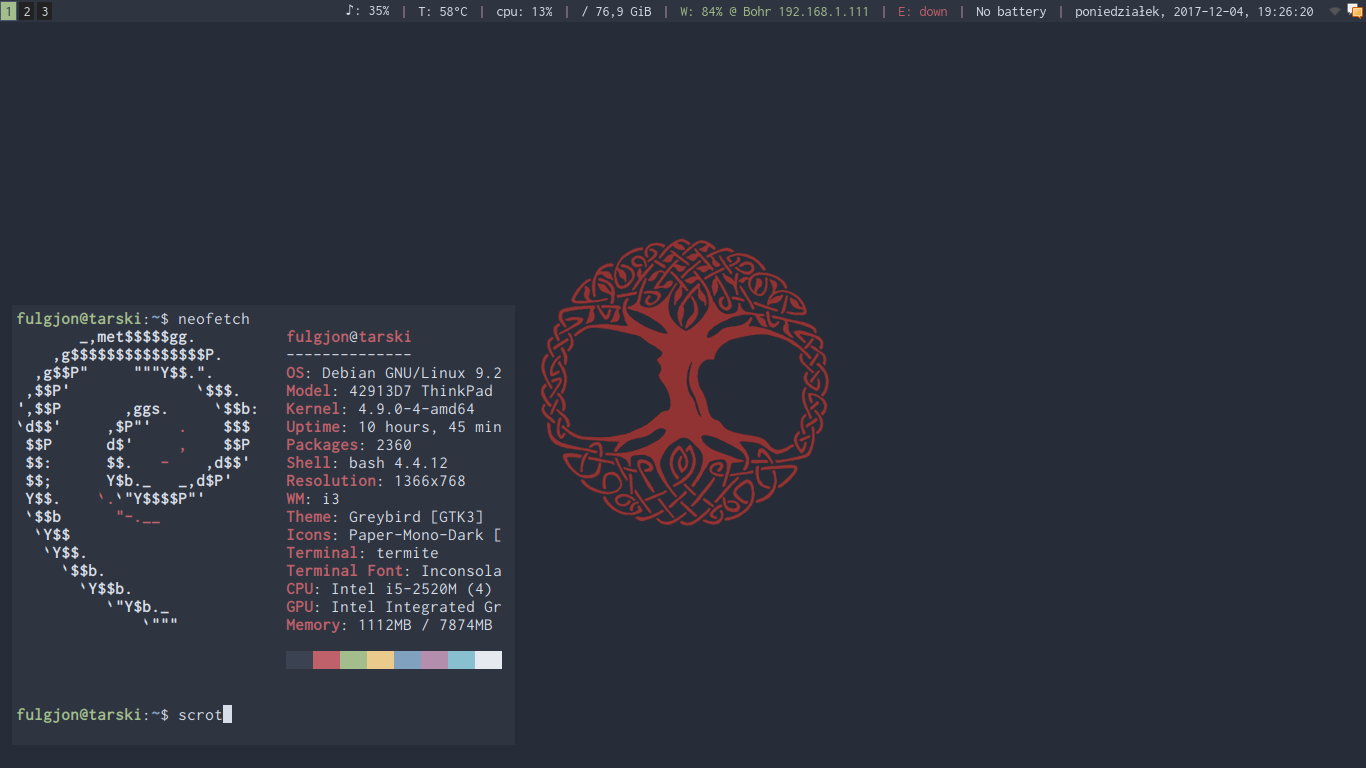 1 2 3 ♪: 35% | T: 58°C | cpu: 13% | / 76,9 GiB | W: 84% @ Bohr 192.168.1.111 | E: down | No battery | poniedziałek, 2017-12-04, 19:26:20
fulgjon@tarski:~$ neofetch
_,met$$$$$gg. fulgjon@tarski
,g$$$$$$$$$$$$$$$P. --------------
,g$$P"     """Y$$.". OS: Debian GNU/Linux 9.2
,$$P'              `$$$. Model: 42913D7 ThinkPad
',$$P       ,ggs.     `$$b: Kernel: 4.9.0-4-amd64
`d$$'     ,$P"'   .    $$$ Uptime: 10 hours, 45 min
$$P      d$'     ,    $$P Packages: 2360
$$:      $$.   -    ,d$$' Shell: bash 4.4.12
$$;      Y$b._   _,d$P' Resolution: 1366x768
Y$$.    `.`"Y$$$$P"' WM: i3
`$$b      "-.__ Theme: Greybird [GTK3]
`Y$$ Icons: Paper-Mono-Dark [
`Y$$. Terminal: termite
`$$b. Terminal Font: Inconsola
`Y$$b. CPU: Intel i5-2520M (4)
`"Y$b._ GPU: Intel Integrated Gr
`""" Memory: 1112MB / 7874MB
fulgjon@tarski:~$ scrot